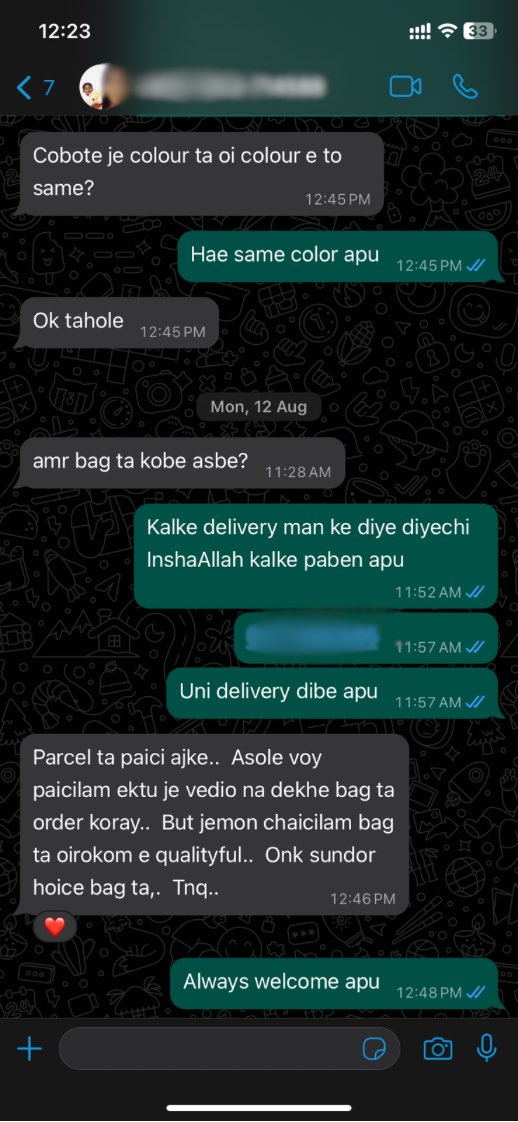 12:23
33
7
Cobote je colour ta oi colour e to
same?
12:45 PM
Hae same color apu
12:45 PM
Ok tahole
12:45 PM
Mon, 12 Aug
amr bag ta kobe asbe?
11:28 AM
Kalke delivery man ke diye diyechi
InshaAllah kalke paben apu
11:52 AM
11:57 AM
Uni delivery dibe apu
11:57 AM
Parcel ta paici ajke.. Asole voy
paicilam ektu je vedio na dekhe bag ta
order koray.. But jemon chaicilam bag
ta oirokom e qualityful.. Onk sundor
hoice bag ta,. Tnq..
12:46 PM
Always welcome apu
12:48 PM